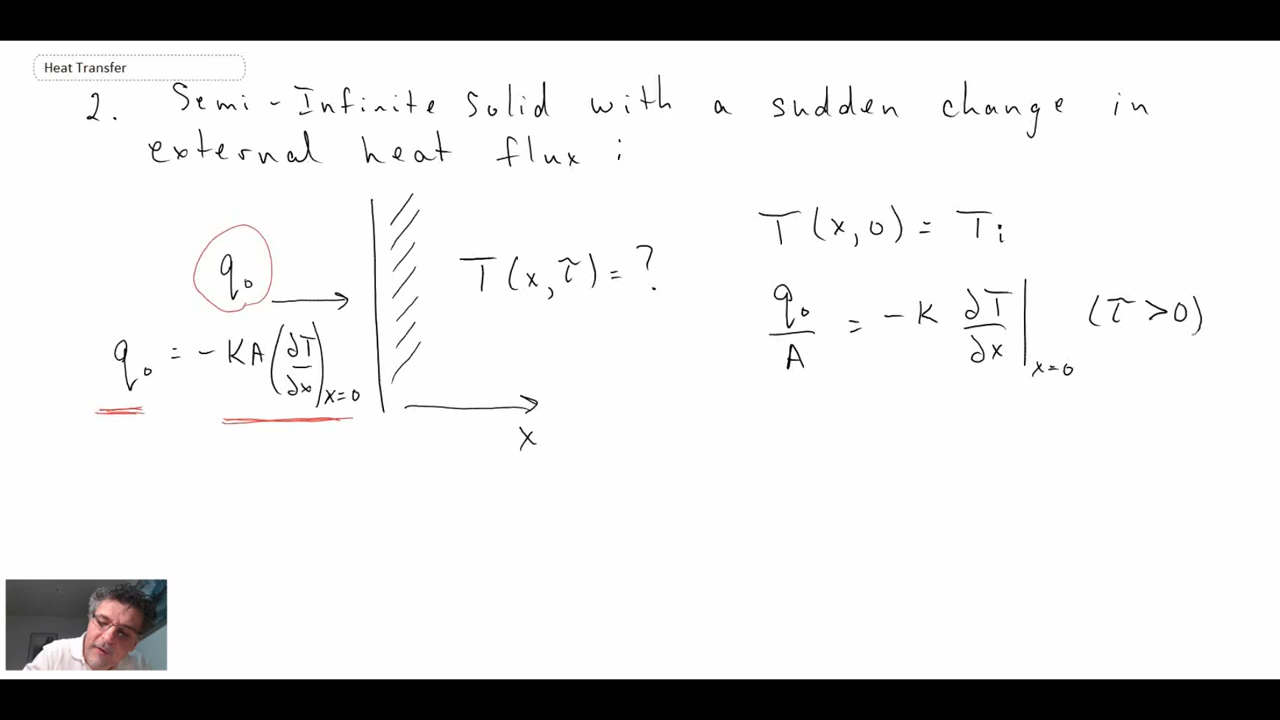 Heat Transfer
2. Semi-Infinite Solid with a sudden change in
external heat flux :
q₀
q₀ = -KA(∂T/∂x)x=0
T(x,τ) = ?
x
T(x,0) = Ti
q₀/A = -K ∂T/∂x |x=0 (τ>0)